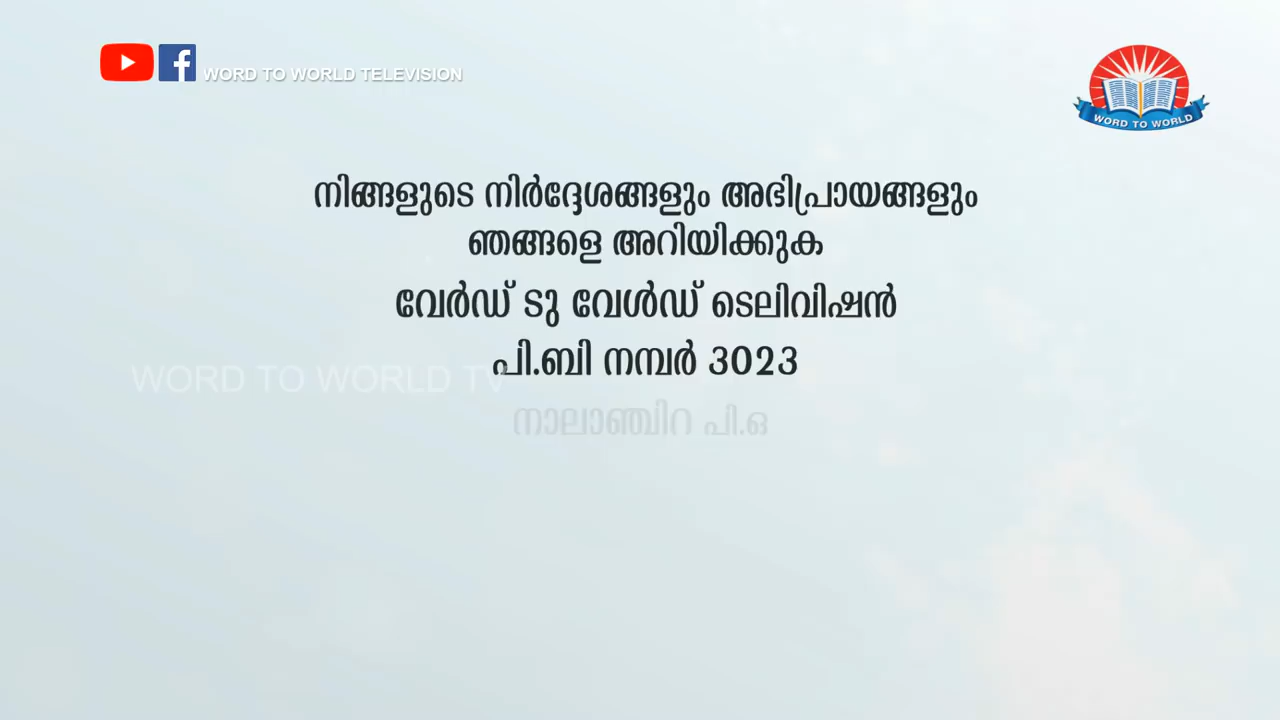 WORD TO WORLD TELEVISION
WORD TO WORLD
നിങ്ങളുടെ നിർദ്ദേശങ്ങളും അഭിപ്രായങ്ങളും
ഞങ്ങളെ അറിയിക്കുക
വേർഡ് ടു വേൾഡ് ടെലിവിഷൻ
പി.ബി നമ്പർ 3023
WORD TO WORLD TV
നാലാഞ്ചിറ പി.ഒ